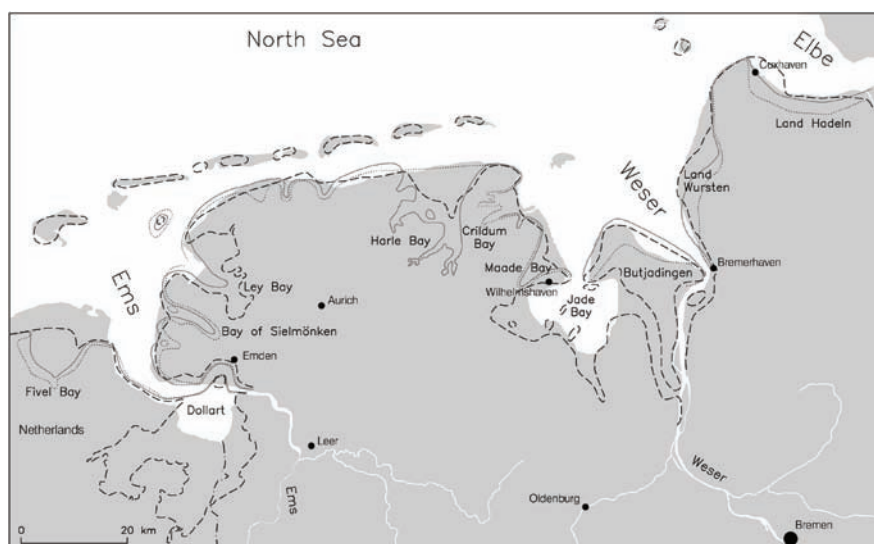 North Sea
Elbe
Cuxhaven
Land Hadeln
Land
Wursten
Weser
Harle Bay
Crildum
Bay
Maade Bay
Wilhelmshaven
Butjadingen
Bremerhaven
Jade
Bay
Ems
Ley Bay
Aurich
Bay of Sielmönken
Emden
Fivel Bay
Dollart
Netherlands
Leer
Ems
Oldenburg
Weser
Bremen
0 20 km